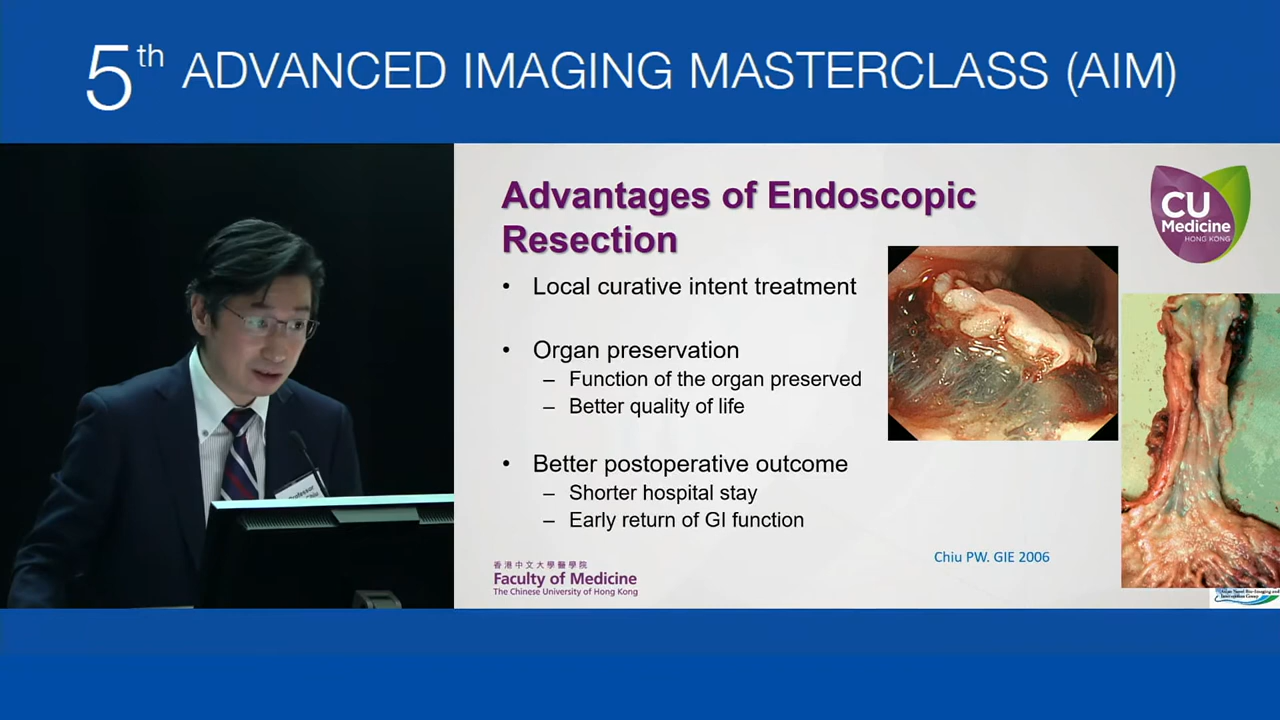 5th ADVANCED IMAGING MASTERCLASS (AIM)
Advantages of Endoscopic
Resection
• Local curative intent treatment
• Organ preservation
– Function of the organ preserved
– Better quality of life
• Better postoperative outcome
– Shorter hospital stay
– Early return of GI function
Chiu PW. GIE 2006
香港中文大學醫學院
Faculty of Medicine
The Chinese University of Hong Kong
CU
Medicine
HONG KONG
Professor